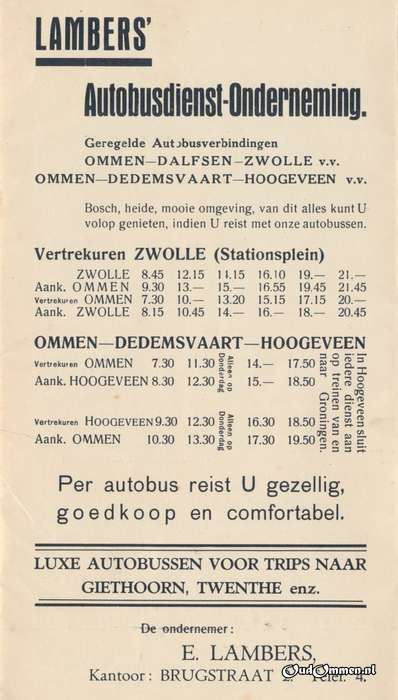 LAMBERS'
Autobusdienst-Onderneming.
Geregelde Autobusverbindingen
OMMEN—DALFSEN—ZWOLLE v.v.
OMMEN—DEDEMSVAART—HOOGEVEEN v.v.
Bosch, heide, mooie omgeving, van dit alles kunt U
volop genieten, indien U reist met onze autobussen.
Vertrekuren ZWOLLE (Stationsplein)
ZWOLLE 8.45 12.15 14.15 16.10 19.— 21.—
Aank. OMMEN 9.30 13.— 15.— 16.55 19.45 21.45
Vertrekuren OMMEN 7.30 10.— 13.20 15.15 17.15 20.—
Aank. ZWOLLE 8.15 10.45 14.— 16.— 18.— 20.45
OMMEN—DEDEMSVAART—HOOGEVEEN
Vertrekuren OMMEN 7.30 11.30 14.— 17.50
Aank. HOOGEVEEN 8.30 12.30 15.— 18.50
Alleen op
Donderdag
Vertrekuren HOOGEVEEN 9.30 12.30 16.30 18.50
Aank. OMMEN 10.30 13.30 17.30 19.50
Alleen op
Donderdag
In Hoogeveen sluit
iedere dienst aan
op treinen van en
naar Groningen.
Per autobus reist U gezellig,
goedkoop en comfortabel.
LUXE AUTOBUSSEN VOOR TRIPS NAAR
GIETHOORN, TWENTHE enz.
De ondernemer:
E. LAMBERS,
Kantoor: BRUGSTRAAT 2. Telef. 4.
OudOmmen.nl